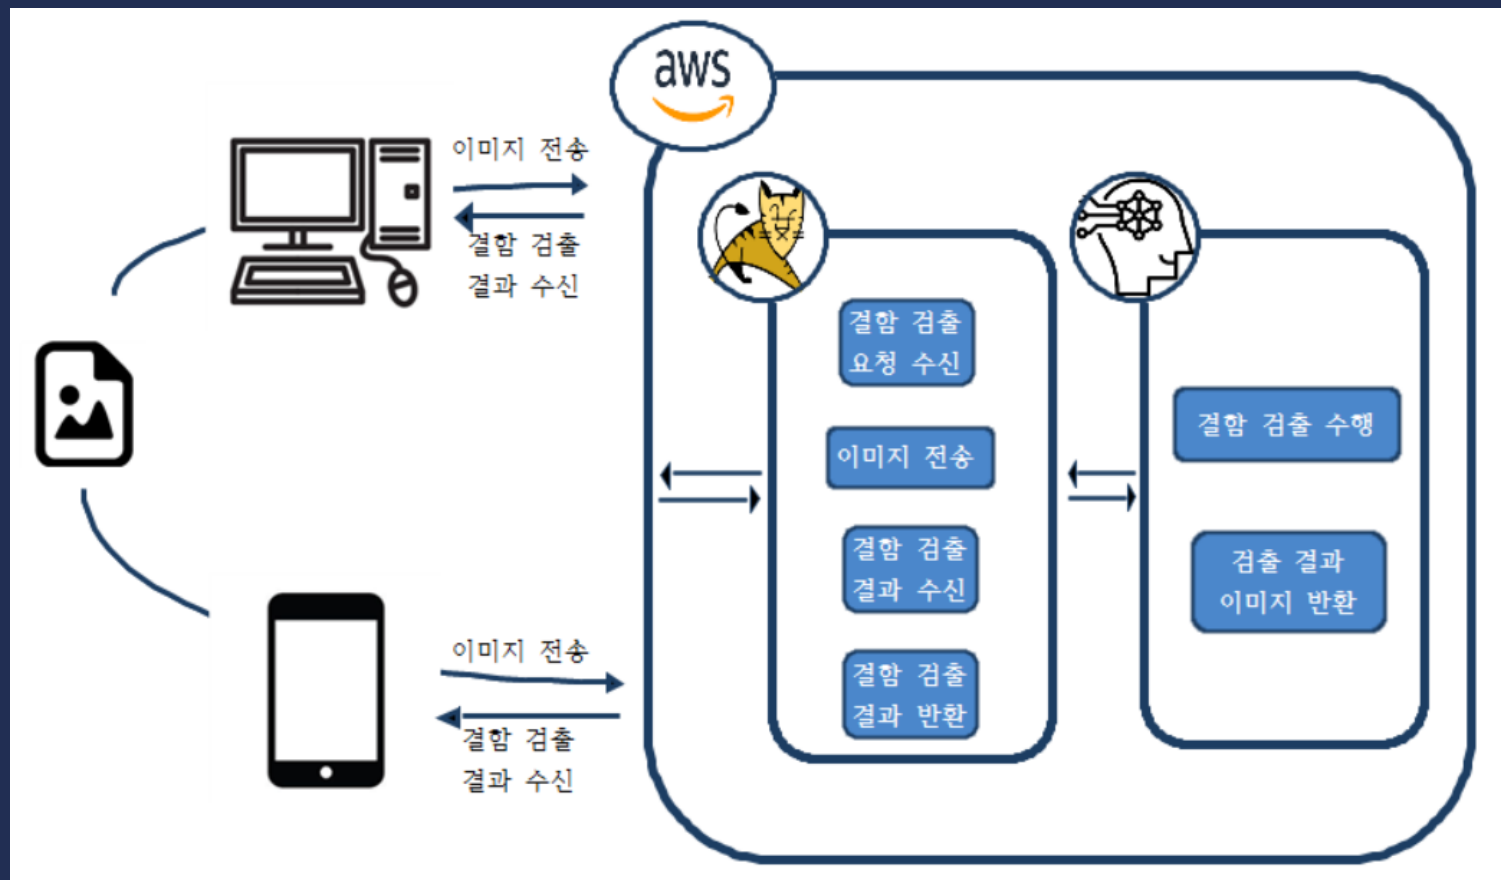 aws
이미지 전송
결함 검출
결과 수신
결함 검출
요청 수신
이미지 전송
결함 검출
결과 수신
결함 검출
결과 반환
결함 검출 수행
검출 결과
이미지 반환
이미지 전송
결함 검출
결과 수신